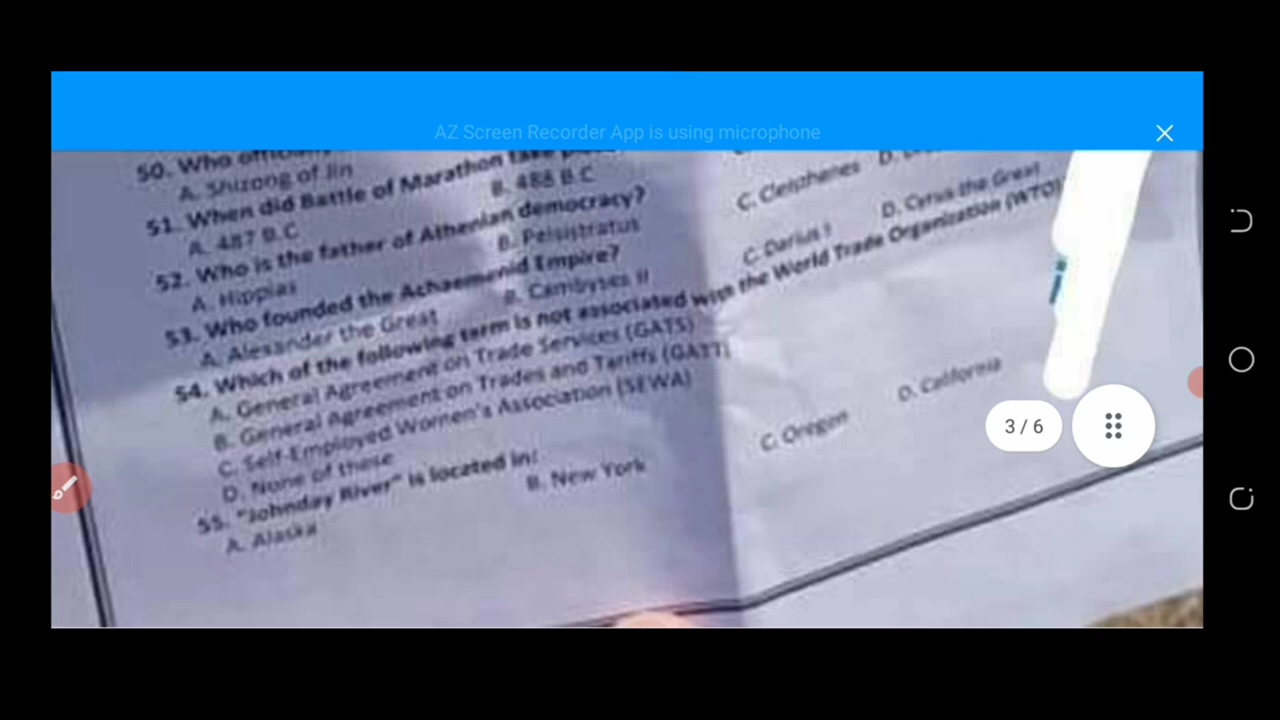 AZ Screen Recorder App is using microphone
50. Who
A. Shizong of Jin
C.
D.
51. When did Battle of Marathon take
A. 487 B.C B. 488 B.C C. Cleisphenes D.
52. Who is the father of Athenian democracy?
A. Hippias B. Peisistratus C. Darius I D. Cyrus the Great
53. Who founded the Achaemenid Empire?
A. Alexander the Great B. Cambyses II
54. Which of the following term is not associated with the World Trade Organization (WTO)
A. General Agreement on Trade Services (GATS)
B. General Agreement on Trades and Tariffs (GATT)
C. Self-Employed Women's Association (SEWA)
D. None of these
55. "Johnday River" is located in:
A. Alaska B. New York C. Oregon D. California
3 / 6